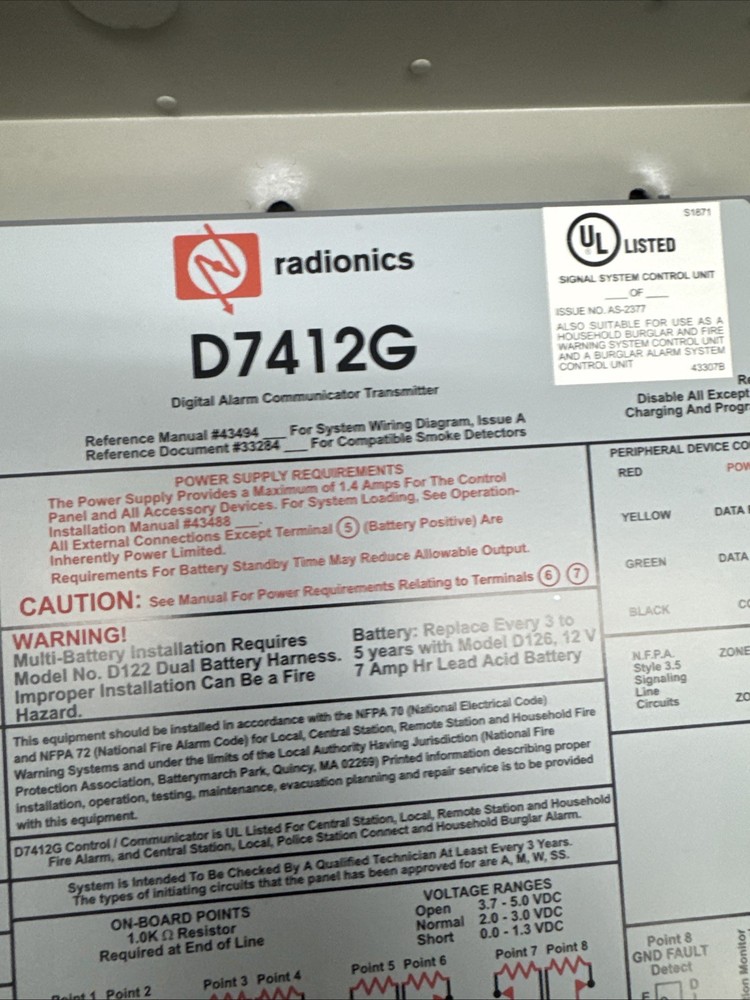 radionics
D7412G
Digital Alarm Communicator Transmitter
Reference Manual #43494 ___ For System Wiring Diagram, Issue A
Reference Document #33284 ___ For Compatible Smoke Detectors
S1871
UL LISTED
SIGNAL SYSTEM CONTROL UNIT
___ OF ___
ISSUE NO. AS-2377
ALSO SUITABLE FOR USE AS A
HOUSEHOLD BURGLAR AND FIRE
WARNING SYSTEM CONTROL UNIT
AND A BURGLAR ALARM SYSTEM
CONTROL UNIT 43307B
Disable All Except
Charging And Progr
POWER SUPPLY REQUIREMENTS
The Power Supply Provides a Maximum of 1.4 Amps For The Control
Panel and All Accessory Devices. For System Loading, See Operation-
Installation Manual #43488 ___.
All External Connections Except Terminal 5 (Battery Positive) Are
Inherently Power Limited.
Requirements For Battery Standby Time May Reduce Allowable Output.
CAUTION: See Manual For Power Requirements Relating to Terminals 6 7
WARNING!
Multi-Battery Installation Requires
Model No. D122 Dual Battery Harness.
Improper Installation Can Be a Fire
Hazard.
Battery: Replace Every 3 to
5 years with Model D126, 12 V
7 Amp Hr Lead Acid Battery
This equipment should be installed in accordance with the NFPA 70 (National Electrical Code)
and NFPA 72 (National Fire Alarm Code) for Local, Central Station, Remote Station and Household Fire
Warning Systems and under the limits of the Local Authority Having Jurisdiction (National Fire
Protection Association, Batterymarch Park, Quincy, MA 02269) Printed information describing proper
installation, operation, testing, maintenance, evacuation planning and repair service is to be provided
with this equipment.
D7412G Control / Communicator is UL Listed For Central Station, Local, Remote Station and Household
Fire Alarm, and Central Station, Local, Police Station Connect and Household Burglar Alarm.
System is Intended To Be Checked By A Qualified Technician At Least Every 3 Years.
The types of initiating circuits that the panel has been approved for are A, M, W, SS.
ON-BOARD POINTS
1.0K Ω Resistor
Required at End of Line
VOLTAGE RANGES
Open 3.7 - 5.0 VDC
Normal 2.0 - 3.0 VDC
Short 0.0 - 1.3 VDC
Point 1 Point 2
Point 3 Point 4
Point 5 Point 6
Point 7 Point 8
PERIPHERAL DEVICE CO
RED POW
YELLOW DATA
GREEN DATA
BLACK CO
N.F.P.A. ZONE
Style 3.5
Signaling
Line ZO
Circuits
Point 8
GND FAULT
Detect
E D
Monitor